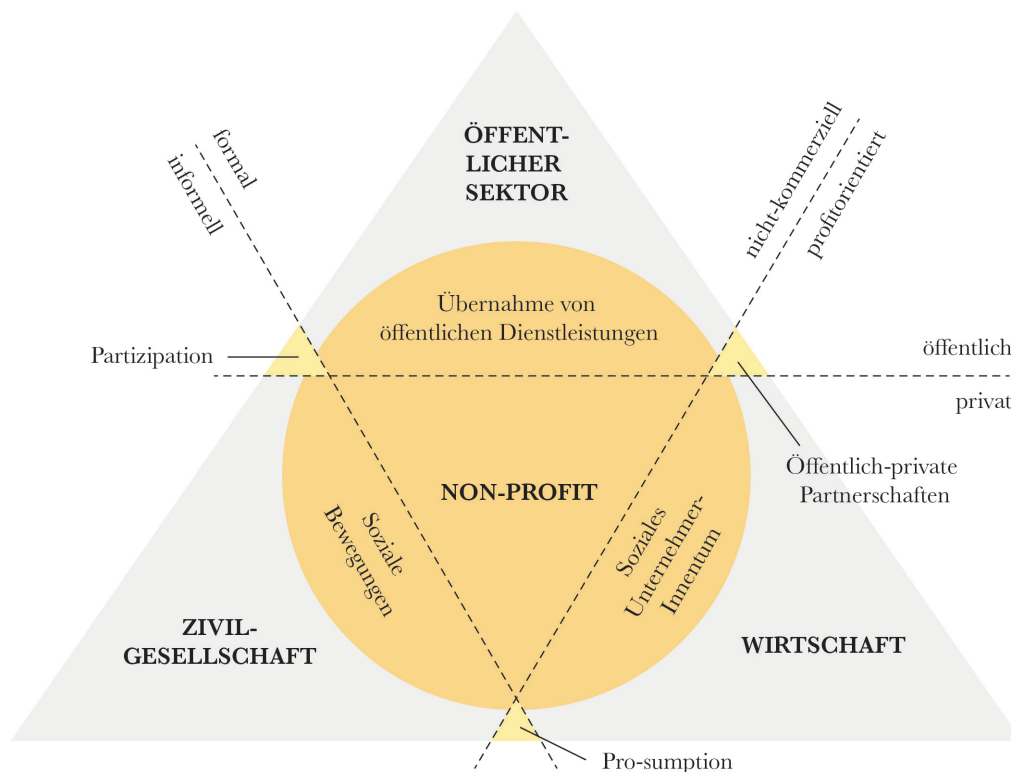 ÖFFENT-
LICHER
SEKTOR
formal
informell
nicht-kommerziell
profitorientiert
Übernahme von
öffentlichen Dienstleistungen
Partizipation
öffentlich
privat
Öffentlich-private
Partnerschaften
NON-PROFIT
Soziale
Bewegungen
Soziales
Unternehmer-
Innentum
ZIVIL-
GESELLSCHAFT
WIRTSCHAFT
Pro-sumption